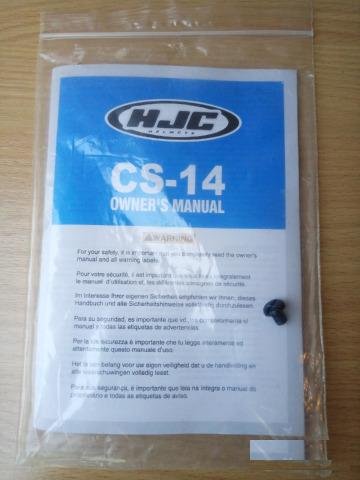 HJC
HELMETS
CS-14
OWNER'S MANUAL
WARNING
For your safety, it is important that you completely read the owner's
manual and all warning labels.
Pour votre sécurité, il est important que vous lisiez intégralement
le manuel d'utilisation et, les différentes consignes de sécurité.
Im Interesse Ihrer eigenen Sicherheit empfehlen wir Ihnen, dieses
Handbuch und alle Sicherheitshinweise vollständig durchzulesen.
Para su seguridad, es importante que vd. lea completamente el
manual y todas las etiquetas de advertencias.
Per la tua sicurezza è importante che tu legga interamente ed
attentamente questo manuale d'uso.
Het is van belang voor uw eigen veiligheid dat u de handleiding en
alle waarschuwingen volledig leest.
Para sua segurança, é importante que leia na íntegra o manual do
proprietário e todas as etiquetas de aviso.